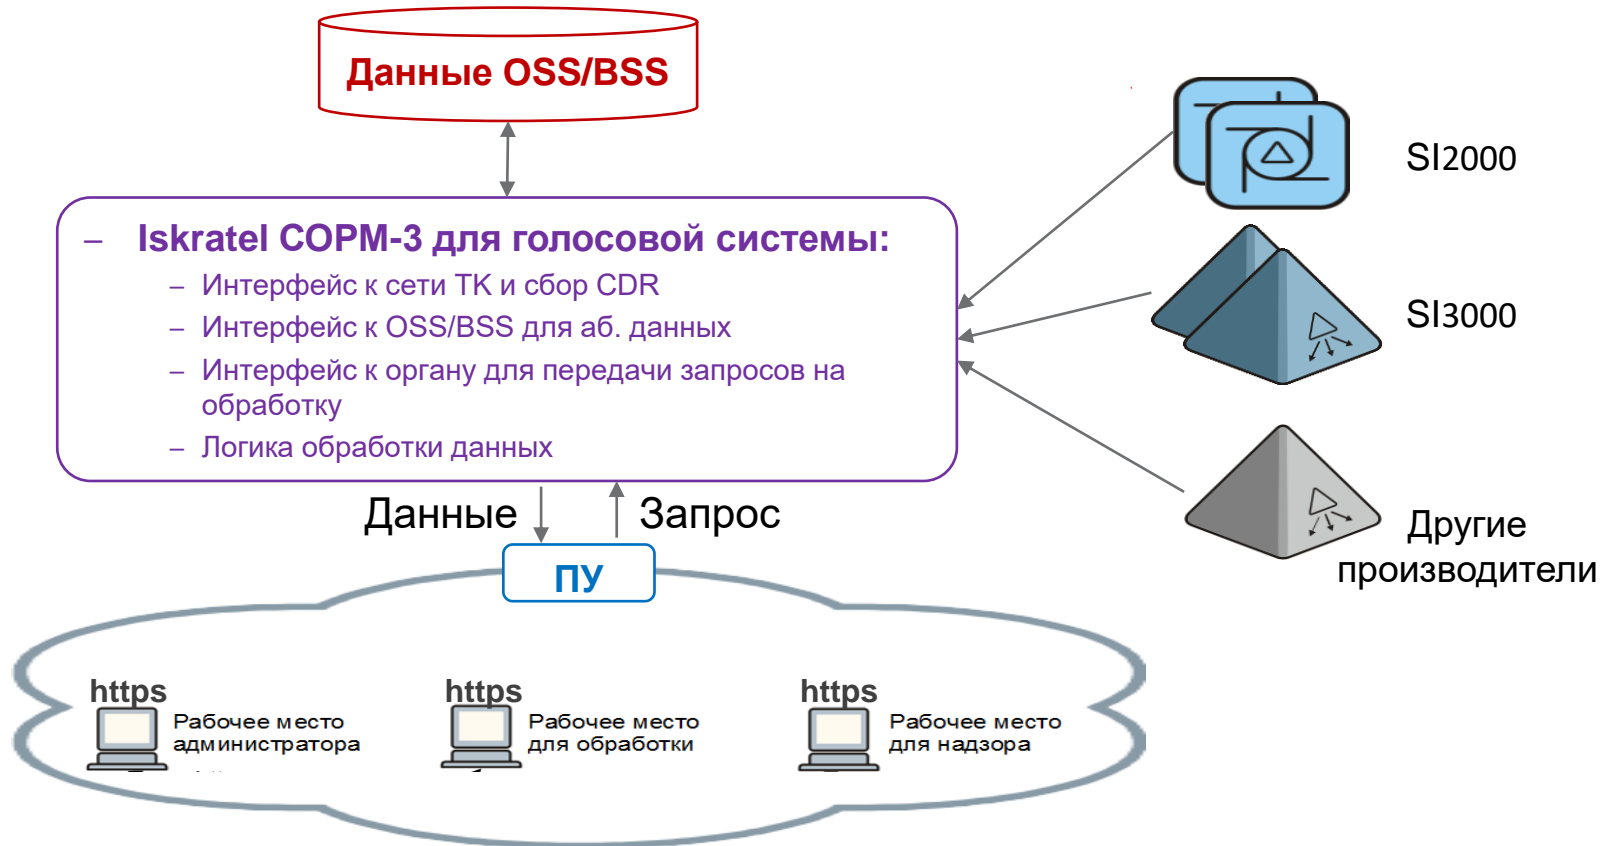 Данные OSS/BSS
– Iskratel СОРМ-3 для голосовой системы:
– Интерфейс к сети ТК и сбор CDR
– Интерфейс к OSS/BSS для аб. данных
– Интерфейс к органу для передачи запросов на
обработку
– Логика обработки данных
SI2000
SI3000
Другие
производители
Данные
Запрос
ПУ
https
Рабочее место
администратора
https
Рабочее место
для обработки
https
Рабочее место
для надзора